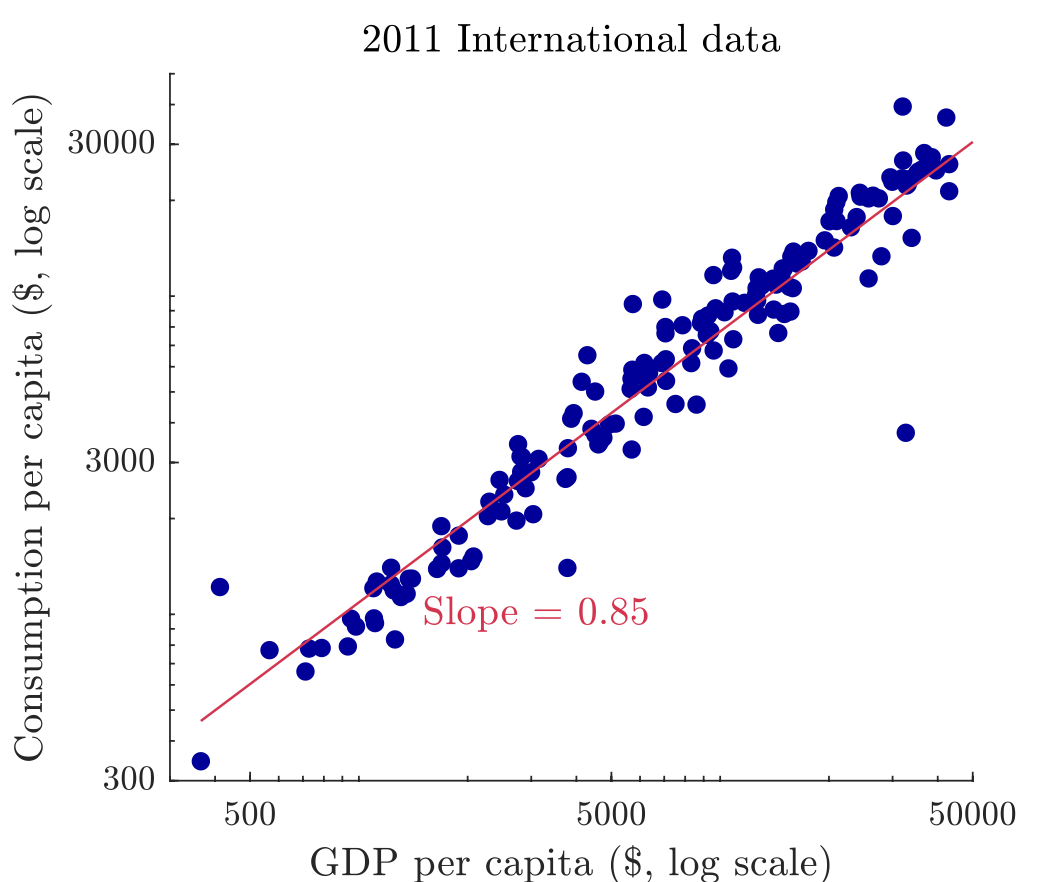 2011 International data
Consumption per capita ($, log scale)
30000
3000
300
Slope = 0.85
500
5000
50000
GDP per capita ($, log scale)